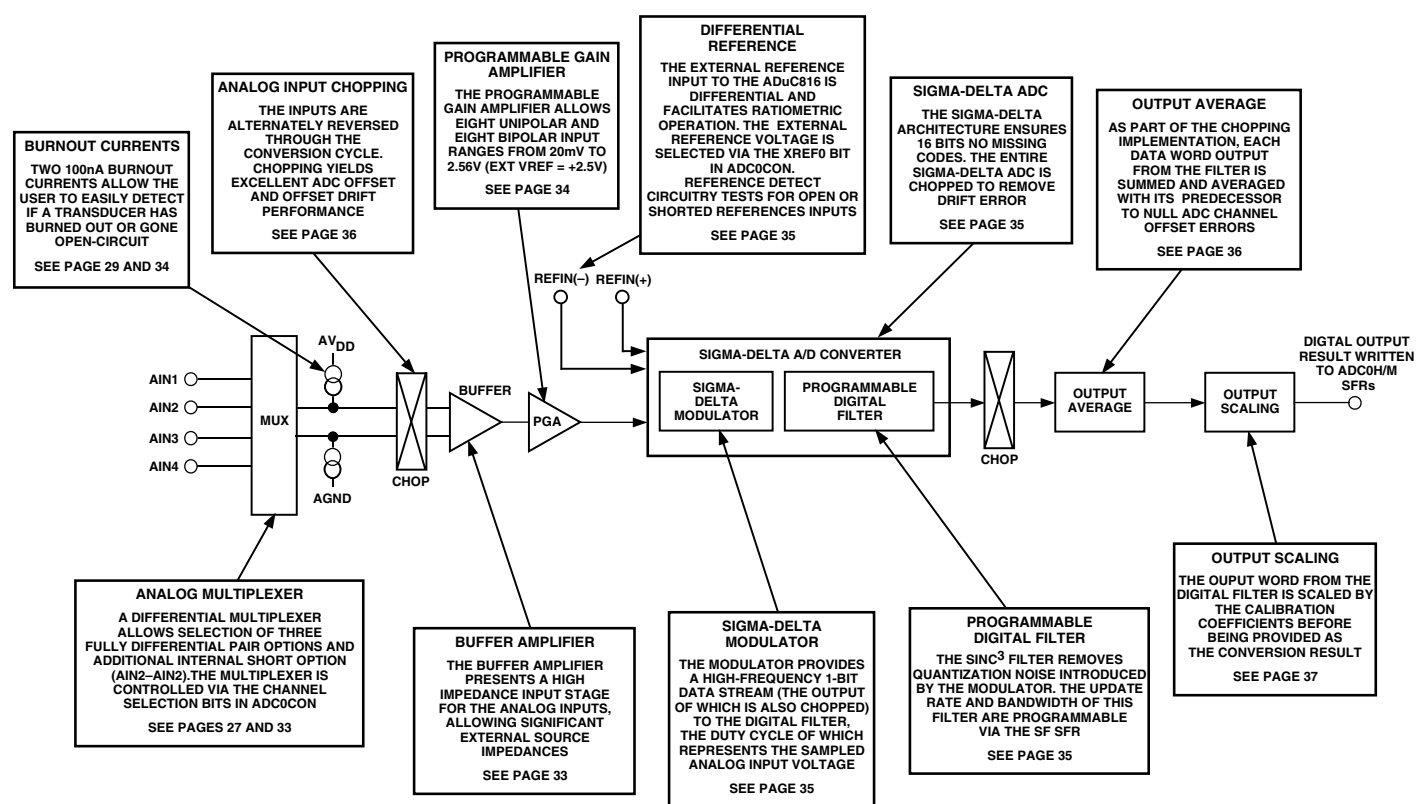 DIFFERENTIAL
REFERENCE
THE EXTERNAL REFERENCE
INPUT TO THE ADuC816 IS
DIFFERENTIAL AND
FACILITATES RATIOMETRIC
OPERATION. THE EXTERNAL
REFERENCE VOLTAGE IS
SELECTED VIA THE XREF0 BIT
IN ADC0CON.
REFERENCE DETECT
CIRCUITRY TESTS FOR OPEN OR
SHORTED REFERENCES INPUTS
SEE PAGE 35
PROGRAMMABLE GAIN
AMPLIFIER
THE PROGRAMMABLE
GAIN AMPLIFIER ALLOWS
EIGHT UNIPOLAR AND
EIGHT BIPOLAR INPUT
RANGES FROM 20mV TO
2.56V (EXT VREF = +2.5V)
SEE PAGE 34
ANALOG INPUT CHOPPING
THE INPUTS ARE
ALTERNATELY REVERSED
THROUGH THE
CONVERSION CYCLE.
CHOPPING YIELDS
EXCELLENT ADC OFFSET
AND OFFSET DRIFT
PERFORMANCE
SEE PAGE 36
SIGMA-DELTA ADC
THE SIGMA-DELTA
ARCHITECTURE ENSURES
16 BITS NO MISSING
CODES. THE ENTIRE
SIGMA-DELTA ADC IS
CHOPPED TO REMOVE
DRIFT ERROR
SEE PAGE 35
OUTPUT AVERAGE
AS PART OF THE CHOPPING
IMPLEMENTATION, EACH
DATA WORD OUTPUT
FROM THE FILTER IS
SUMMED AND AVERAGED
WITH ITS PREDECESSOR
TO NULL ADC CHANNEL
OFFSET ERRORS
SEE PAGE 36
BURNOUT CURRENTS
TWO 100nA BURNOUT
CURRENTS ALLOW THE
USER TO EASILY DETECT
IF A TRANSDUCER HAS
BURNED OUT OR GONE
OPEN-CIRCUIT
SEE PAGE 29 AND 34
REFIN(–) REFIN(+)
AVDD
AIN1
AIN2
AIN3
AIN4
MUX
AGND
CHOP
BUFFER
PGA
SIGMA-DELTA A/D CONVERTER
SIGMA-
DELTA
MODULATOR
PROGRAMMABLE
DIGITAL
FILTER
CHOP
OUTPUT
AVERAGE
OUTPUT
SCALING
DIGTAL OUTPUT
RESULT WRITTEN
TO ADC0H/M
SFRs
ANALOG MULTIPLEXER
A DIFFERENTIAL MULTIPLEXER
ALLOWS SELECTION OF THREE
FULLY DIFFERENTIAL PAIR OPTIONS AND
ADDITIONAL INTERNAL SHORT OPTION
(AIN2–AIN2).THE MULTIPLEXER IS
CONTROLLED VIA THE CHANNEL
SELECTION BITS IN ADC0CON
SEE PAGES 27 AND 33
BUFFER AMPLIFIER
THE BUFFER AMPLIFIER
PRESENTS A HIGH
IMPEDANCE INPUT STAGE
FOR THE ANALOG INPUTS,
ALLOWING SIGNIFICANT
EXTERNAL SOURCE
IMPEDANCES
SEE PAGE 33
SIGMA-DELTA
MODULATOR
THE MODULATOR PROVIDES
A HIGH-FREQUENCY 1-BIT
DATA STREAM (THE OUTPUT
OF WHICH IS ALSO CHOPPED)
TO THE DIGITAL FILTER,
THE DUTY CYCLE OF WHICH
REPRESENTS THE SAMPLED
ANALOG INPUT VOLTAGE
SEE PAGE 35
PROGRAMMABLE
DIGITAL FILTER
THE SINC3 FILTER REMOVES
QUANTIZATION NOISE INTRODUCED
BY THE MODULATOR. THE UPDATE
RATE AND BANDWIDTH OF THIS
FILTER ARE PROGRAMMABLE
VIA THE SF SFR
SEE PAGE 35
OUTPUT SCALING
THE OUPUT WORD FROM THE
DIGITAL FILTER IS SCALED BY
THE CALIBRATION
COEFFICIENTS BEFORE
BEING PROVIDED AS
THE CONVERSION RESULT
SEE PAGE 37